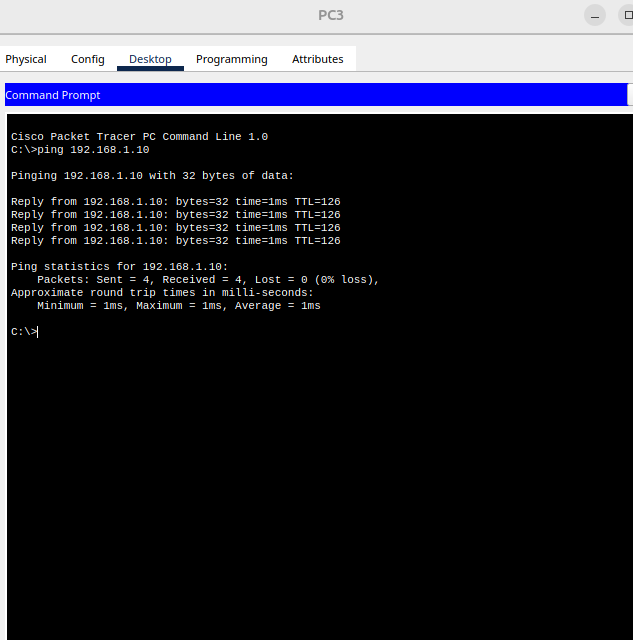 PC3
Physical Config Desktop Programming Attributes
Command Prompt
Cisco Packet Tracer PC Command Line 1.0
C:\>ping 192.168.1.10
Pinging 192.168.1.10 with 32 bytes of data:
Reply from 192.168.1.10: bytes=32 time=1ms TTL=126
Reply from 192.168.1.10: bytes=32 time=1ms TTL=126
Reply from 192.168.1.10: bytes=32 time=1ms TTL=126
Reply from 192.168.1.10: bytes=32 time=1ms TTL=126
Ping statistics for 192.168.1.10:
Packets: Sent = 4, Received = 4, Lost = 0 (0% loss),
Approximate round trip times in milli-seconds:
Minimum = 1ms, Maximum = 1ms, Average = 1ms
C:\>